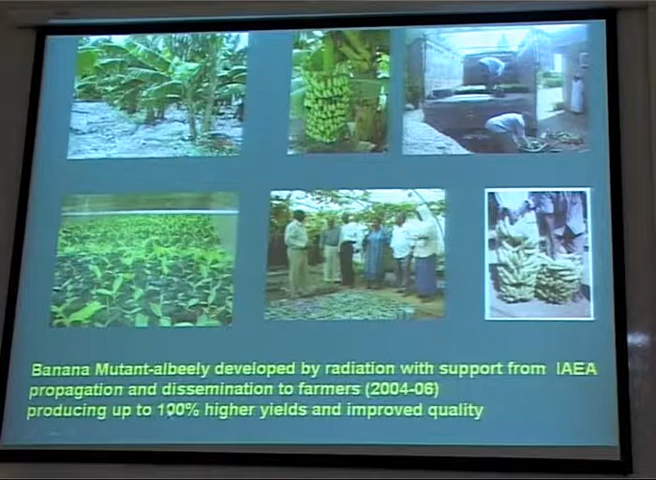 Banana Mutant-albeely developed by radiation with support from IAEA
propagation and dissemination to farmers (2004-06)
producing up to 100% higher yields and improved quality